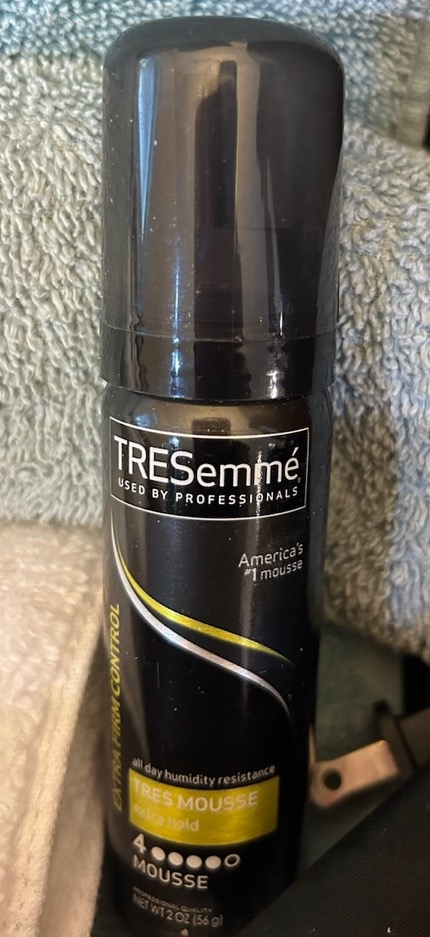 TRESemmé
USED BY PROFESSIONALS
America's
#1 mousse
EXTRA FIRM CONTROL
all day humidity resistance
TRES MOUSSE
extra hold
4
MOUSSE
PROFESSIONAL QUALITY
NET WT 2 OZ (56 g)